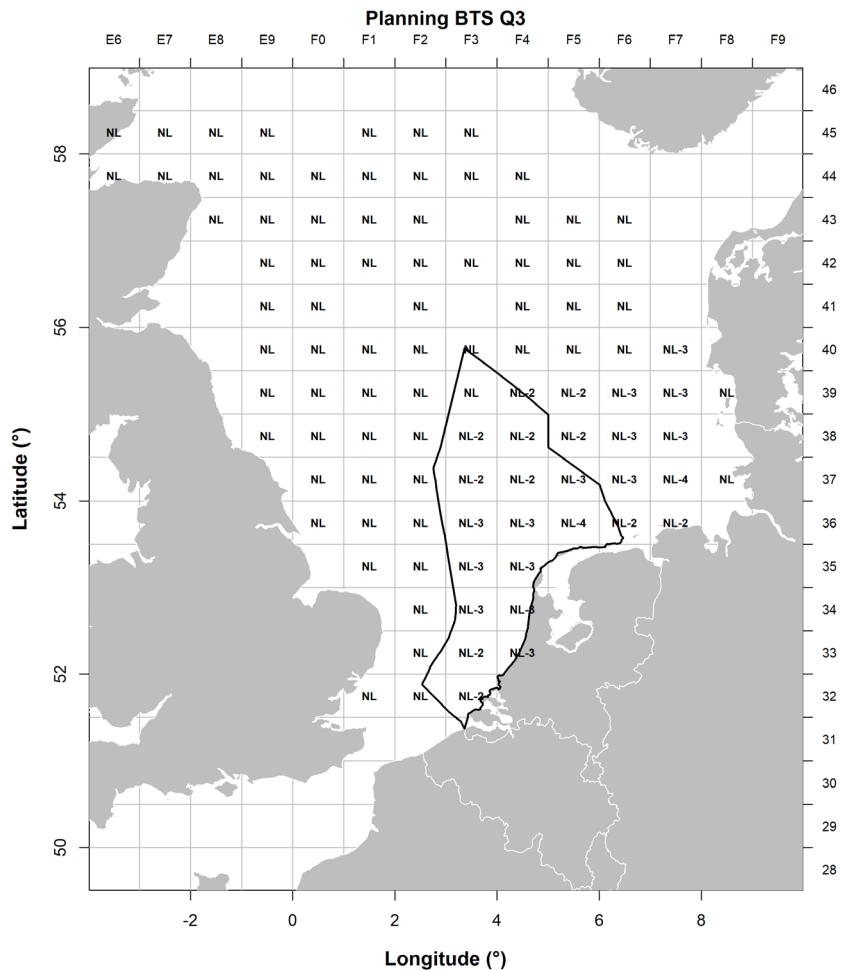 Planning BTS Q3
E6 E7 E8 E9 F0 F1 F2 F3 F4 F5 F6 F7 F8 F9
46
NL NL NL NL NL NL NL 45
58
NL NL NL NL NL NL NL NL NL 44
NL NL NL NL NL NL NL NL 43
NL NL NL NL NL NL NL NL 42
NL NL NL NL NL NL 41
56
NL NL NL NL NL NL NL NL NL-3 40
NL NL NL NL NL NL-2 NL-2 NL-3 NL-3 NL 39
NL NL NL NL NL-2 NL-2 NL-2 NL-3 NL-3 38
NL NL NL NL-2 NL-2 NL-3 NL-3 NL-4 NL 37
54
NL NL NL NL-3 NL-3 NL-4 NL-2 NL-2 36
NL NL NL-3 NL-3 35
NL NL-3 NL-3 34
NL NL-2 NL-3 33
52
NL NL NL-2 32
31
30
50
29
28
-2 0 2 4 6 8
Latitude (°)
Longitude (°)